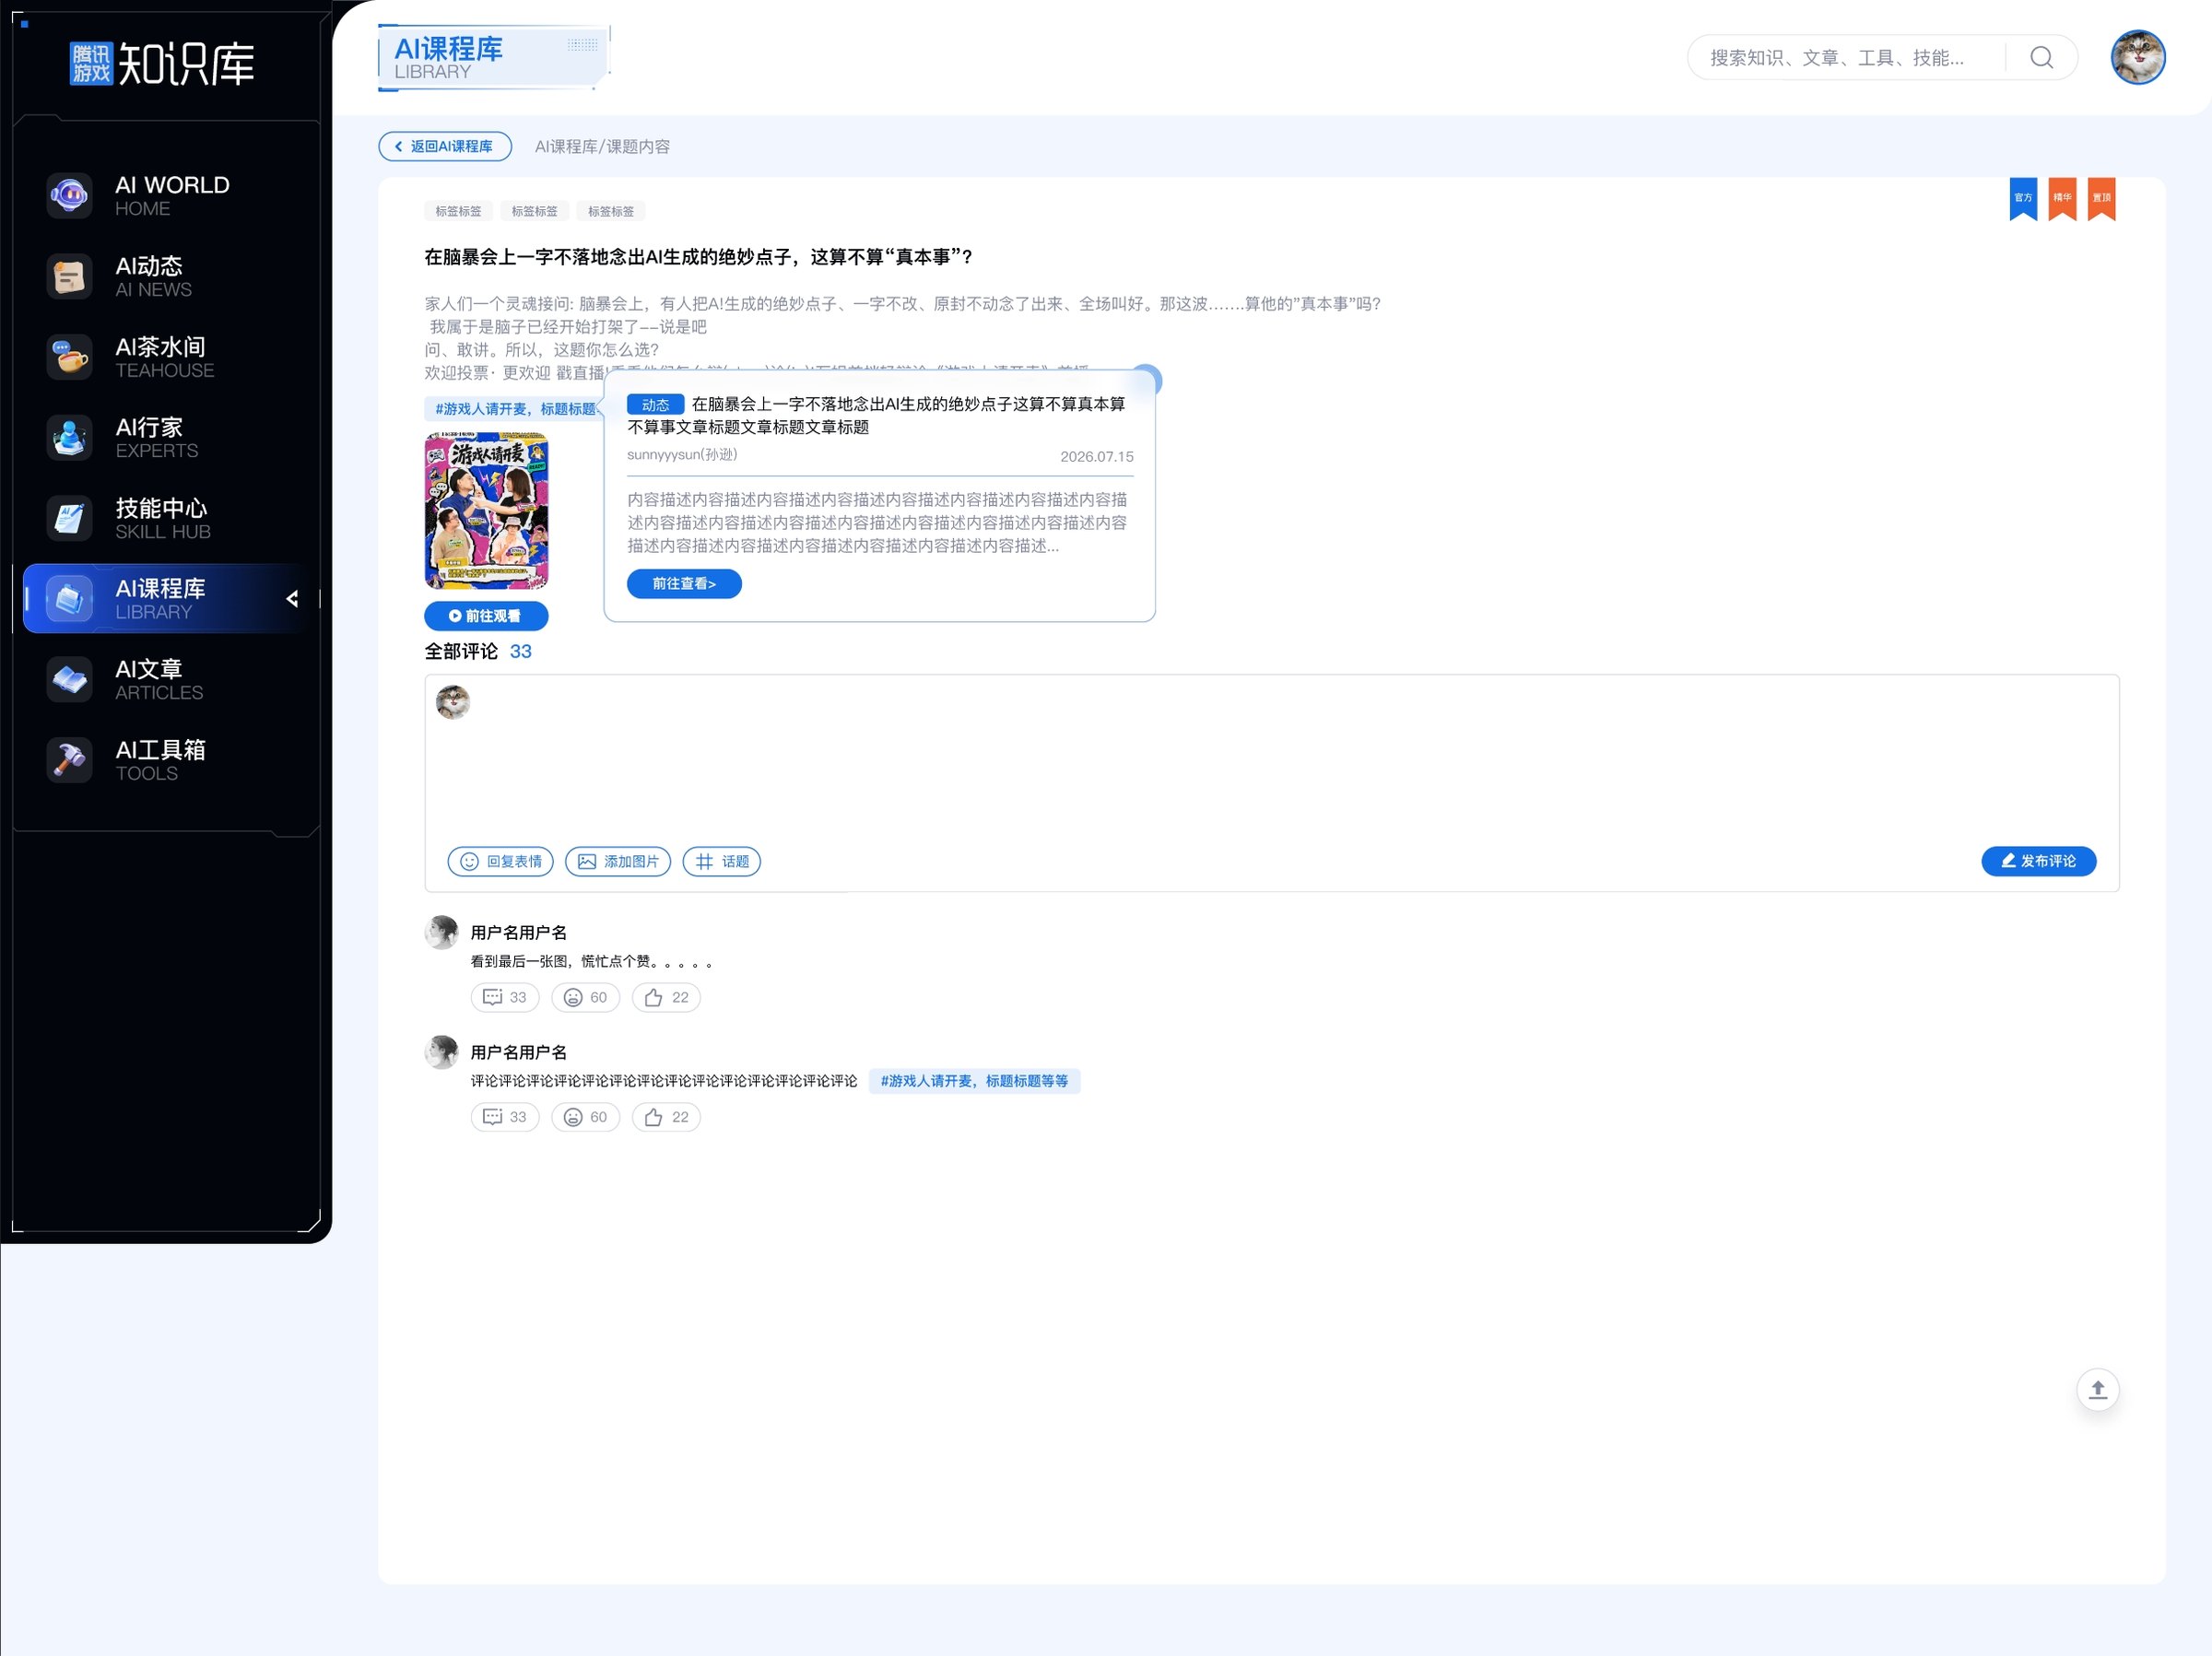 腾讯游戏 知识库
AI WORLD
HOME
AI动态
AI NEWS
AI茶水间
TEAHOUSE
AI行家
EXPERTS
技能中心
SKILL HUB
AI课程库
LIBRARY
AI文章
ARTICLES
AI工具箱
TOOLS
AI课程库
LIBRARY
搜索知识、文章、工具、技能...
返回AI课程库 AI课程库/课题内容
官方 精华 置顶
标签标签 标签标签 标签标签
在脑暴会上一字不落地念出AI生成的绝妙点子，这算不算“真本事”？
家人们一个灵魂接问: 脑暴会上，有人把A!生成的绝妙点子、一字不改、原封不动念了出来、全场叫好。那这波.......算他的”真本事”吗?
我属于是脑子已经开始打架了––说是吧
问、敢讲。所以，这题你怎么选?
欢迎投票· 更欢迎 戳直播!
#游戏人请开麦，标题标题
游戏人请开麦
前往观看
动态 在脑暴会上一字不落地念出AI生成的绝妙点子这算不算真本算
不算事文章标题文章标题文章标题
sunnyyysun(孙逊) 2026.07.15
内容描述内容描述内容描述内容描述内容描述内容描述内容描述内容描
述内容描述内容描述内容描述内容描述内容描述内容描述内容描述内容
描述内容描述内容描述内容描述内容描述内容描述内容描述...
前往查看>
全部评论 33
回复表情 添加图片 话题 发布评论
用户名用户名
看到最后一张图，慌忙点个赞。。。。。
33 60 22
用户名用户名
评论评论评论评论评论评论评论评论评论评论评论评论评论评论 #游戏人请开麦，标题标题等等
33 60 22